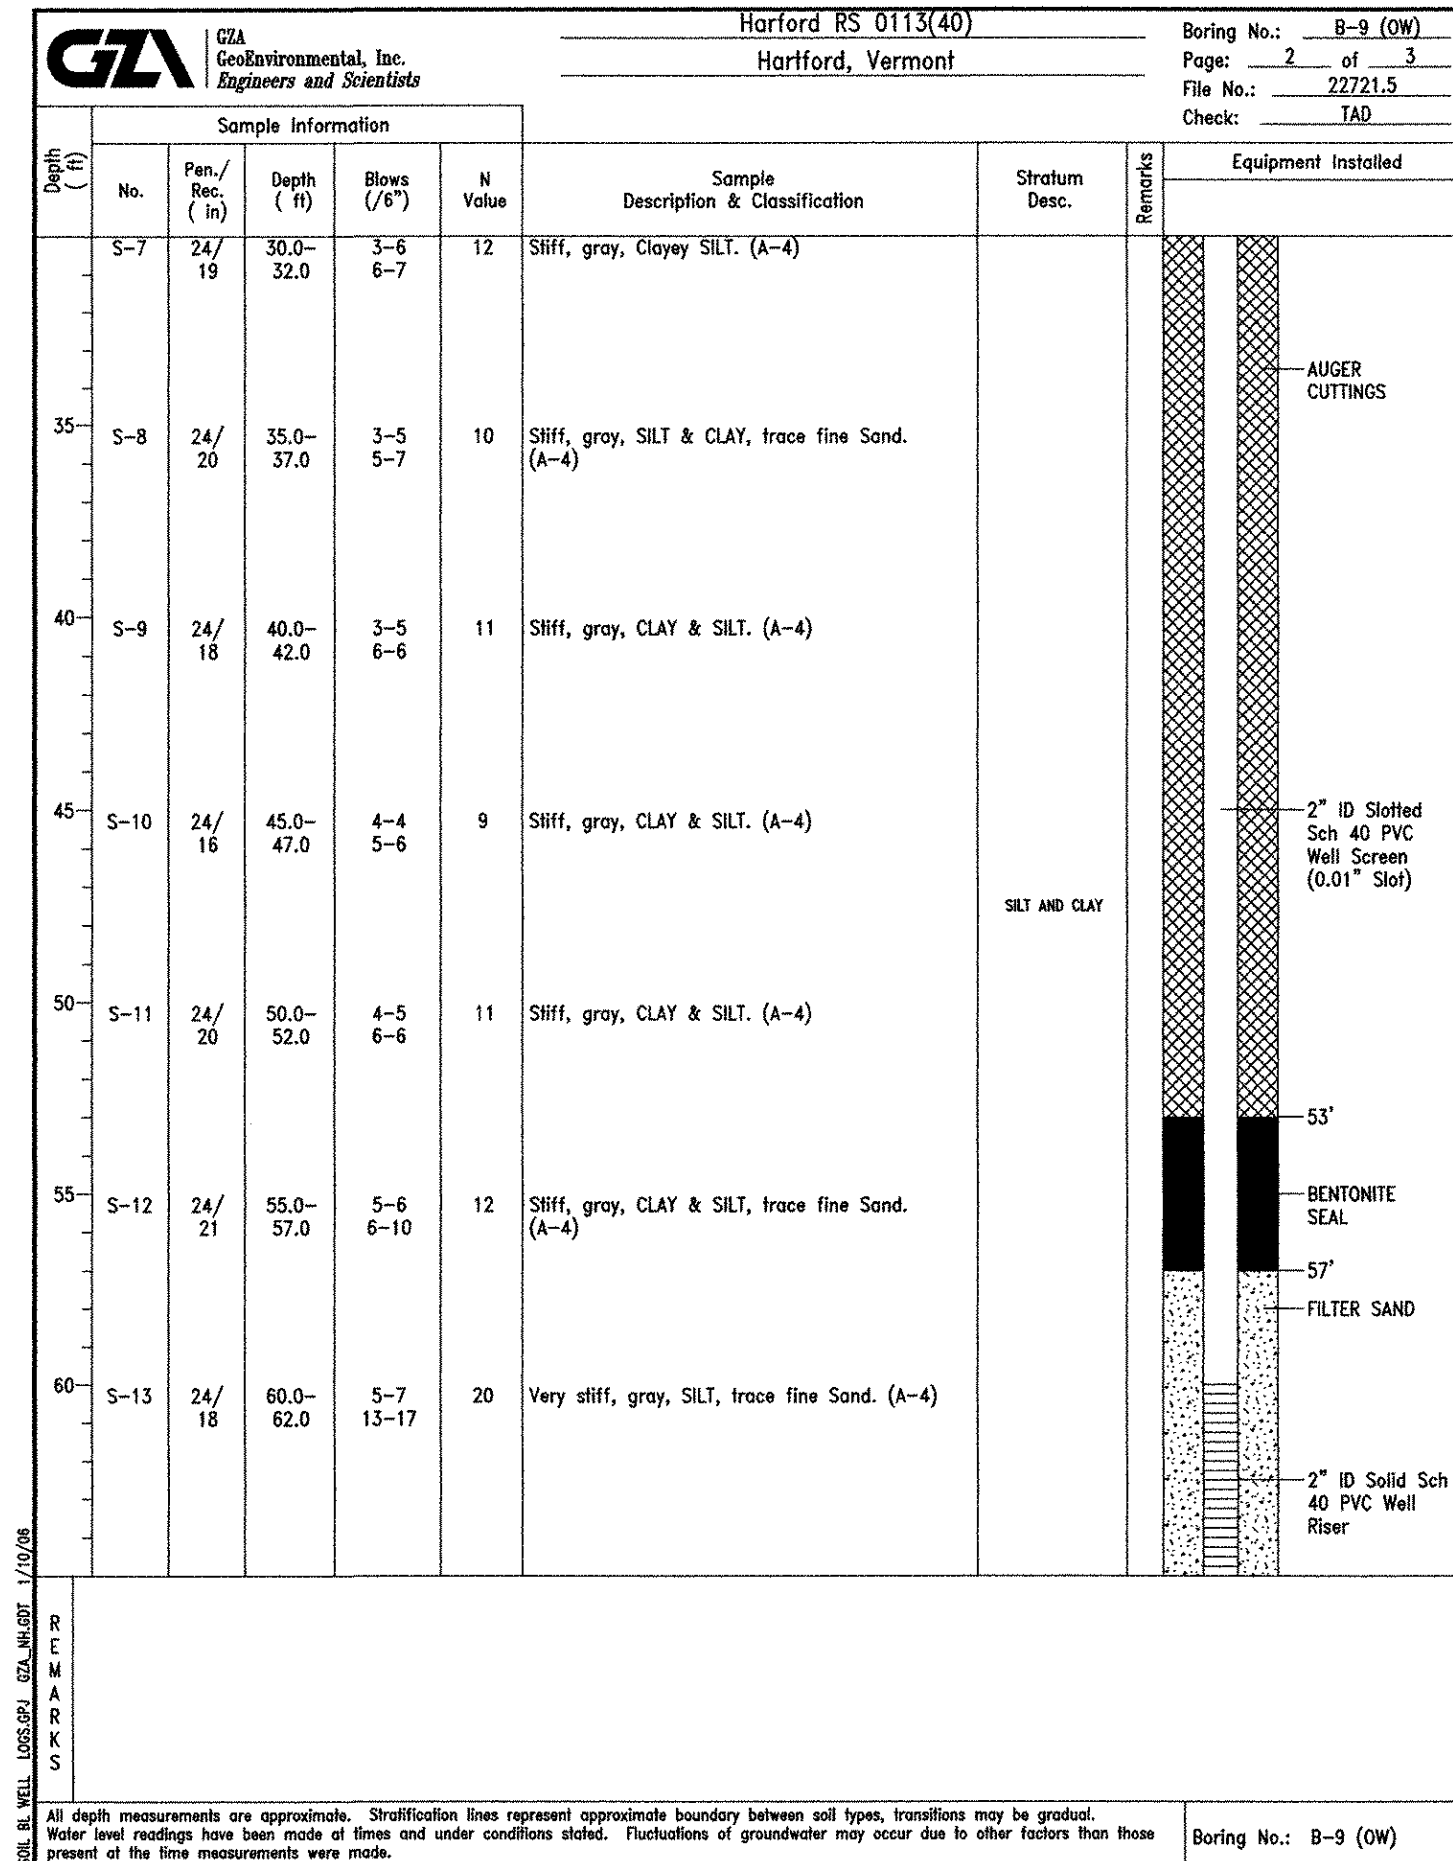 GZA
GZA
GeoEnvironmental, Inc.
Engineers and Scientists
Harford RS 0113(40)
Hartford, Vermont
Boring No.: B-9 (OW)
Page: 2 of 3
File No.: 22721.5
Check: TAD
Depth ( ft)
Sample Information
No.
Pen./ Rec. ( in)
Depth ( ft)
Blows (/6")
N Value
Sample Description & Classification
Stratum Desc.
Remarks
Equipment Installed
S-7 24/ 30.0- 3-6 12 Stiff, gray, Clayey SILT. (A-4)
19 32.0 6-7
AUGER
CUTTINGS
35
S-8 24/ 35.0- 3-5 10 Stiff, gray, SILT & CLAY, trace fine Sand.
20 37.0 5-7 (A-4)
40
S-9 24/ 40.0- 3-5 11 Stiff, gray, CLAY & SILT. (A-4)
18 42.0 6-6
45
S-10 24/ 45.0- 4-4 9 Stiff, gray, CLAY & SILT. (A-4)
16 47.0 5-6
2" ID Slotted
Sch 40 PVC
Well Screen
(0.01" Slot)
SILT AND CLAY
50
S-11 24/ 50.0- 4-5 11 Stiff, gray, CLAY & SILT. (A-4)
20 52.0 6-6
53'
55
S-12 24/ 55.0- 5-6 12 Stiff, gray, CLAY & SILT, trace fine Sand.
21 57.0 6-10 (A-4)
BENTONITE
SEAL
57'
FILTER SAND
60
S-13 24/ 60.0- 5-7 20 Very stiff, gray, SILT, trace fine Sand. (A-4)
18 62.0 13-17
2" ID Solid Sch
40 PVC Well
Riser
REMARKS
SOIL BL WELL LOGS.GPJ GZA_NH.GDT 1/10/06
All depth measurements are approximate. Stratification lines represent approximate boundary between soil types, transitions may be gradual.
Water level readings have been made at times and under conditions stated. Fluctuations of groundwater may occur due to other factors than those
present at the time measurements were made.
Boring No.: B-9 (OW)